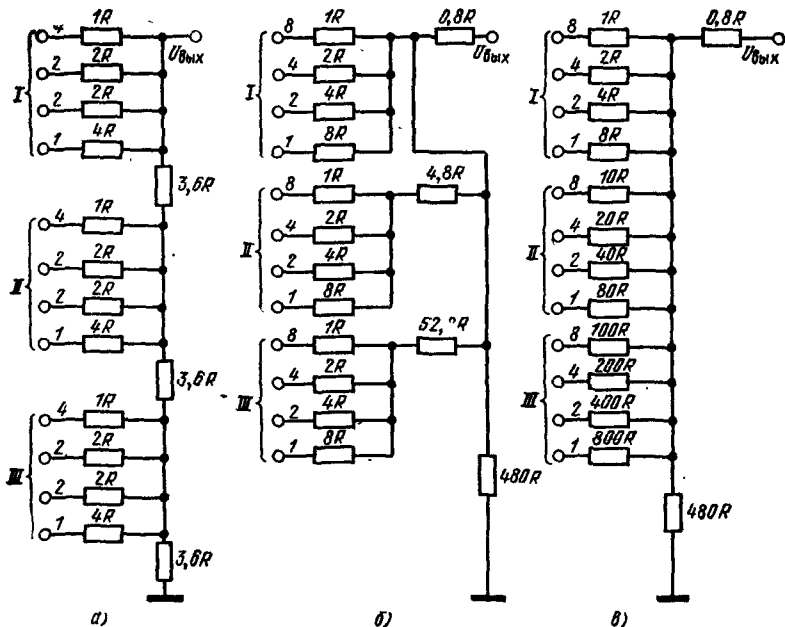 1R
4
2R
2
2R
2
4R
1
I
Uвых
3,6R
1R
4
2R
2
2R
2
4R
1
II
3,6R
1R
4
2R
2
2R
2
4R
1
III
3,6R
а)
1R
8
2R
4
4R
2
8R
1
I
0,8R
Uвых
1R
8
2R
4
4R
2
8R
1
II
4,8R
1R
8
2R
4
4R
2
8R
1
III
480R
б)
1R
8
2R
4
4R
2
8R
1
I
0,8R
Uвых
10R
8
20R
4
40R
2
80R
1
II
100R
8
200R
4
400R
2
800R
1
III
480R
в)